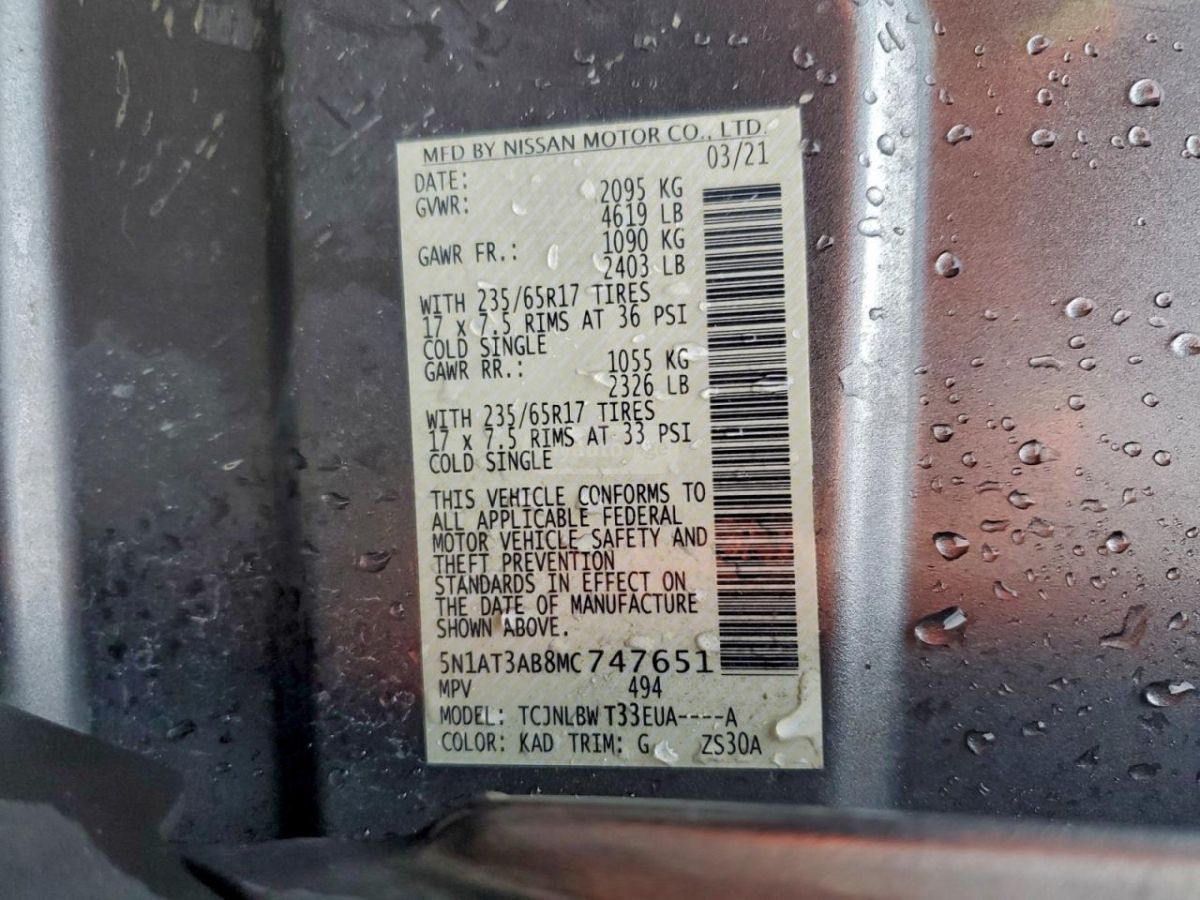 MFD BY NISSAN MOTOR CO., LTD.
DATE: 03/21
GVWR: 2095 KG
4619 LB
GAWR FR.: 1090 KG
2403 LB
WITH 235/65R17 TIRES
17 x 7.5 RIMS AT 36 PSI
COLD SINGLE
GAWR RR.: 1055 KG
2326 LB
WITH 235/65R17 TIRES
17 x 7.5 RIMS AT 33 PSI
COLD SINGLE
THIS VEHICLE CONFORMS TO
ALL APPLICABLE FEDERAL
MOTOR VEHICLE SAFETY AND
THEFT PREVENTION
STANDARDS IN EFFECT ON
THE DATE OF MANUFACTURE
SHOWN ABOVE.
5N1AT3AB8MC747651
MPV 494
MODEL: TCJNLBW T33EUA----A
COLOR: KAD TRIM: G ZS30A